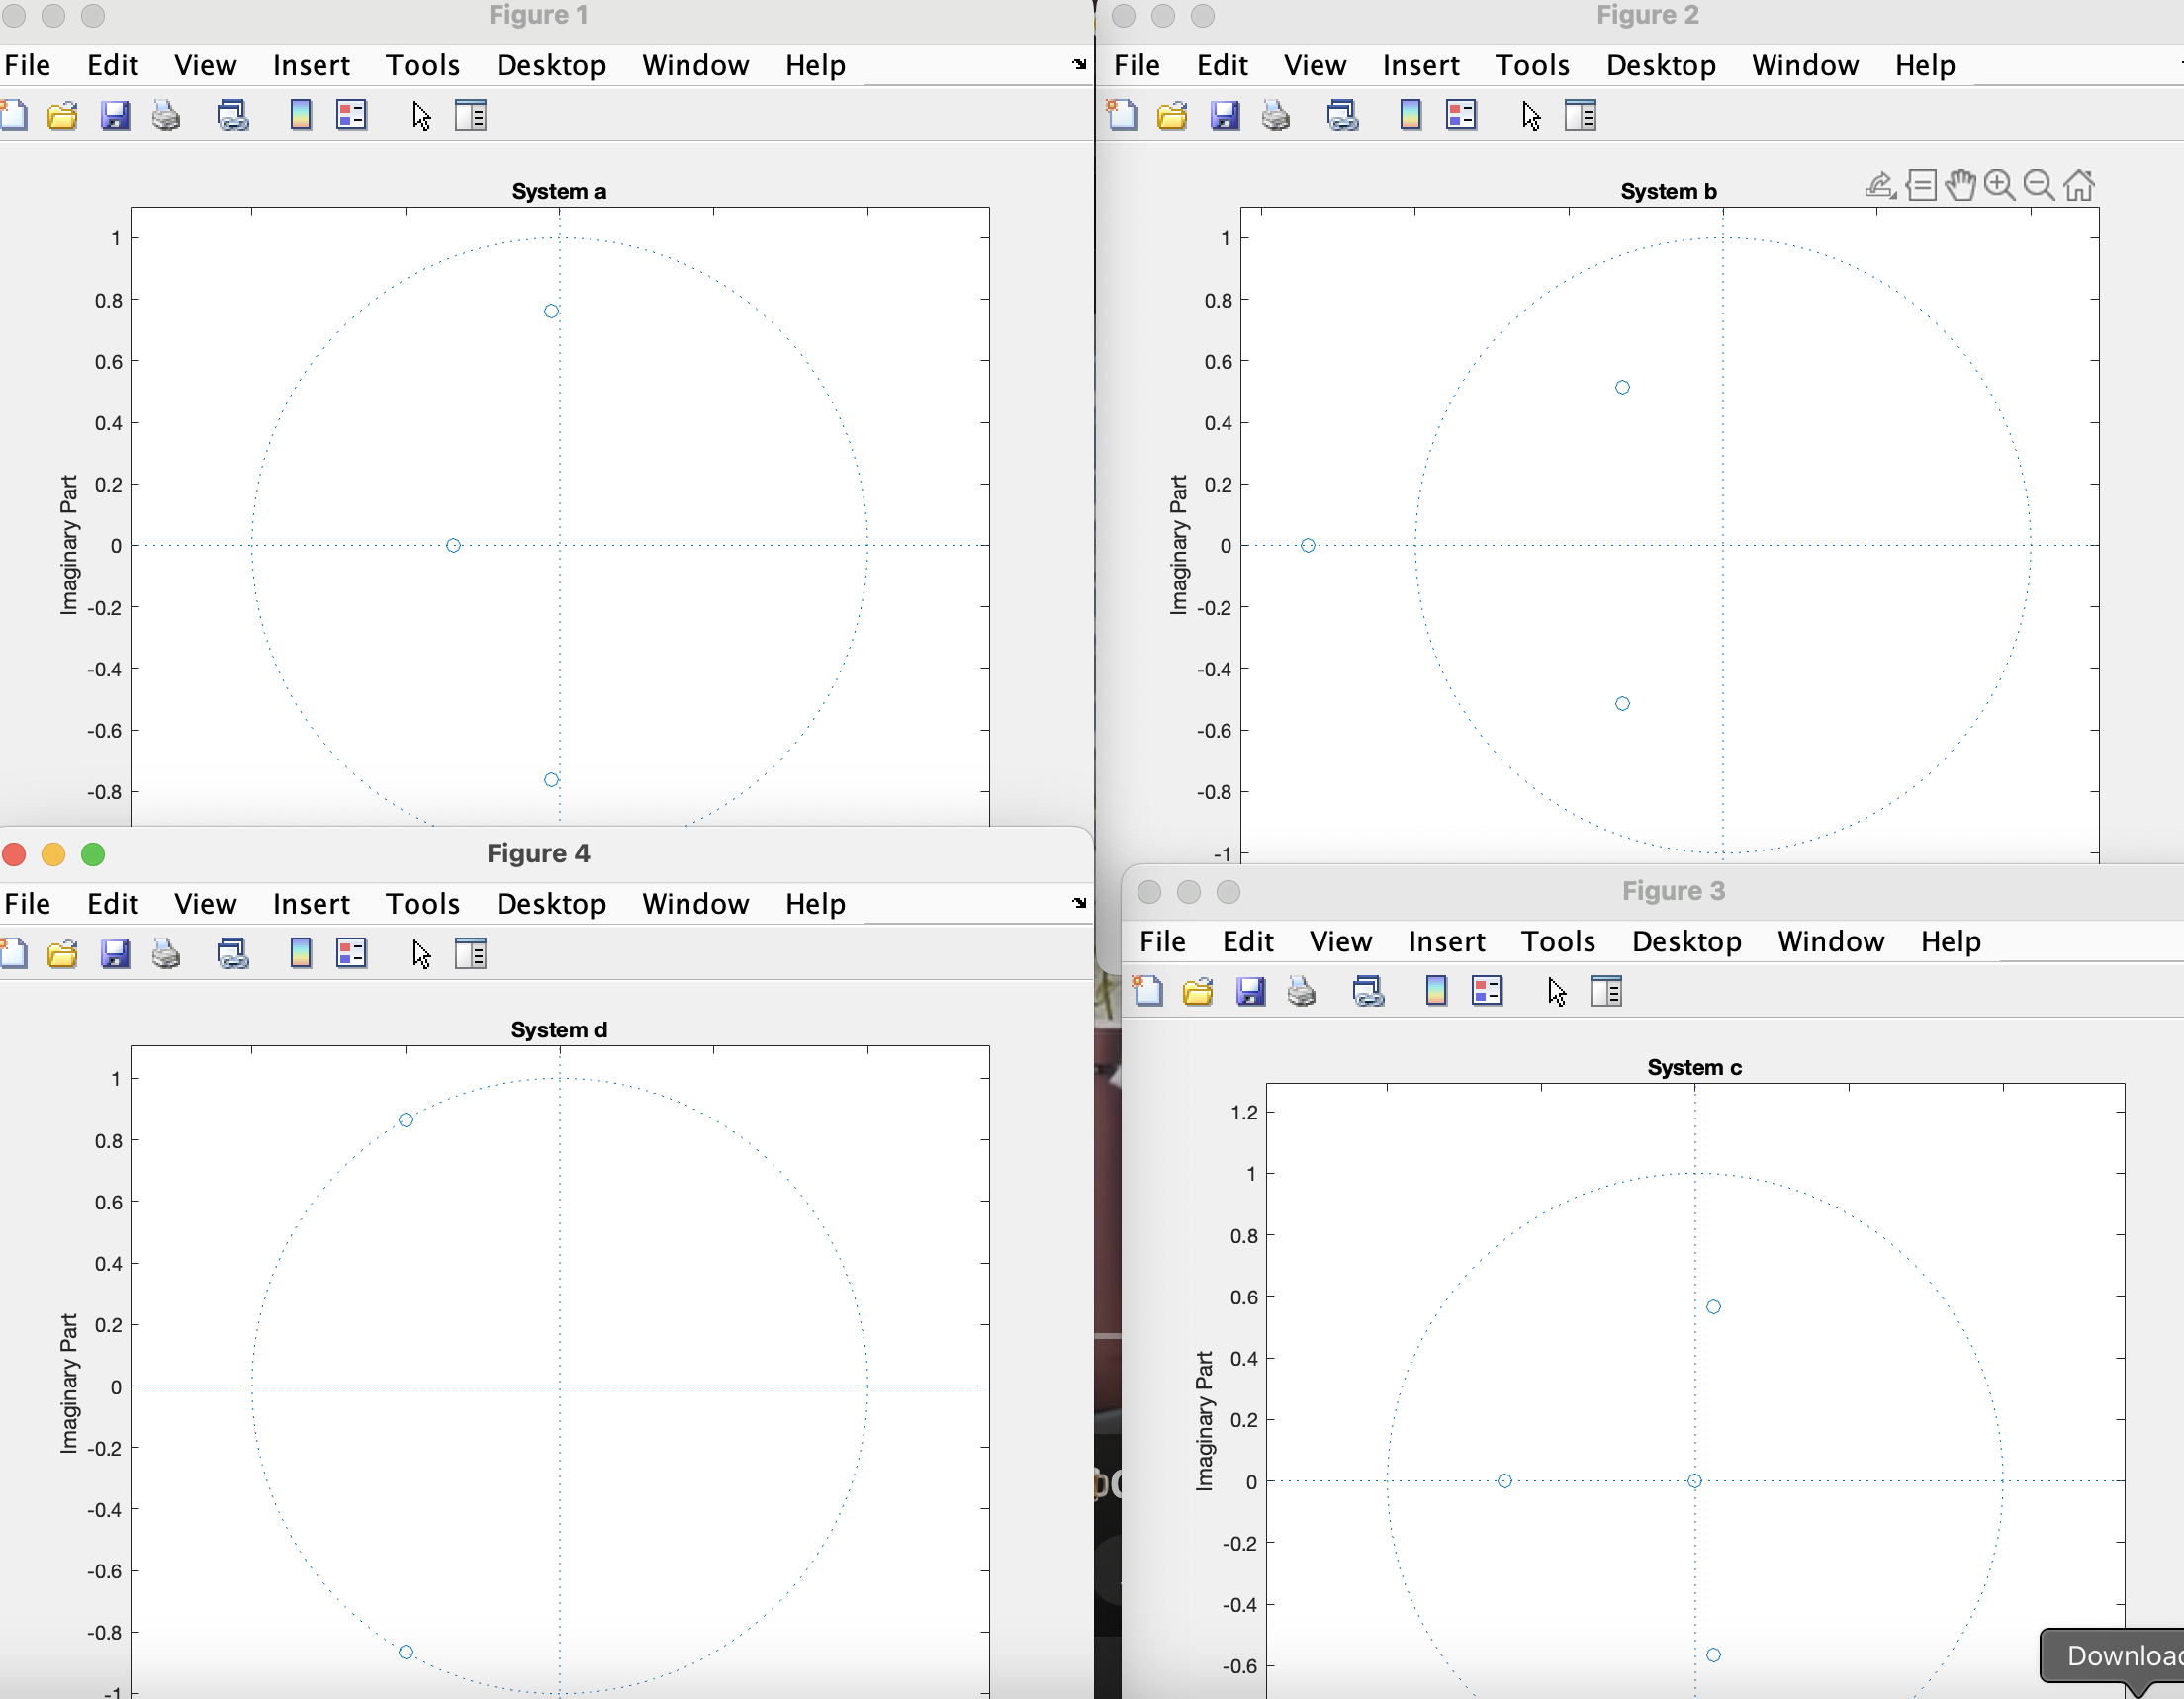 Figure 1
File Edit View Insert Tools Desktop Window Help
System a
1
0.8
0.6
0.4
0.2
0
-0.2
-0.4
-0.6
-0.8
Imaginary Part
Figure 2
File Edit View Insert Tools Desktop Window Help
System b
1
0.8
0.6
0.4
0.2
0
-0.2
-0.4
-0.6
-0.8
-1
Imaginary Part
Figure 4
File Edit View Insert Tools Desktop Window Help
System d
1
0.8
0.6
0.4
0.2
0
-0.2
-0.4
-0.6
-0.8
-1
Imaginary Part
Figure 3
File Edit View Insert Tools Desktop Window Help
System c
1.2
1
0.8
0.6
0.4
0.2
0
-0.2
-0.4
-0.6
Imaginary Part